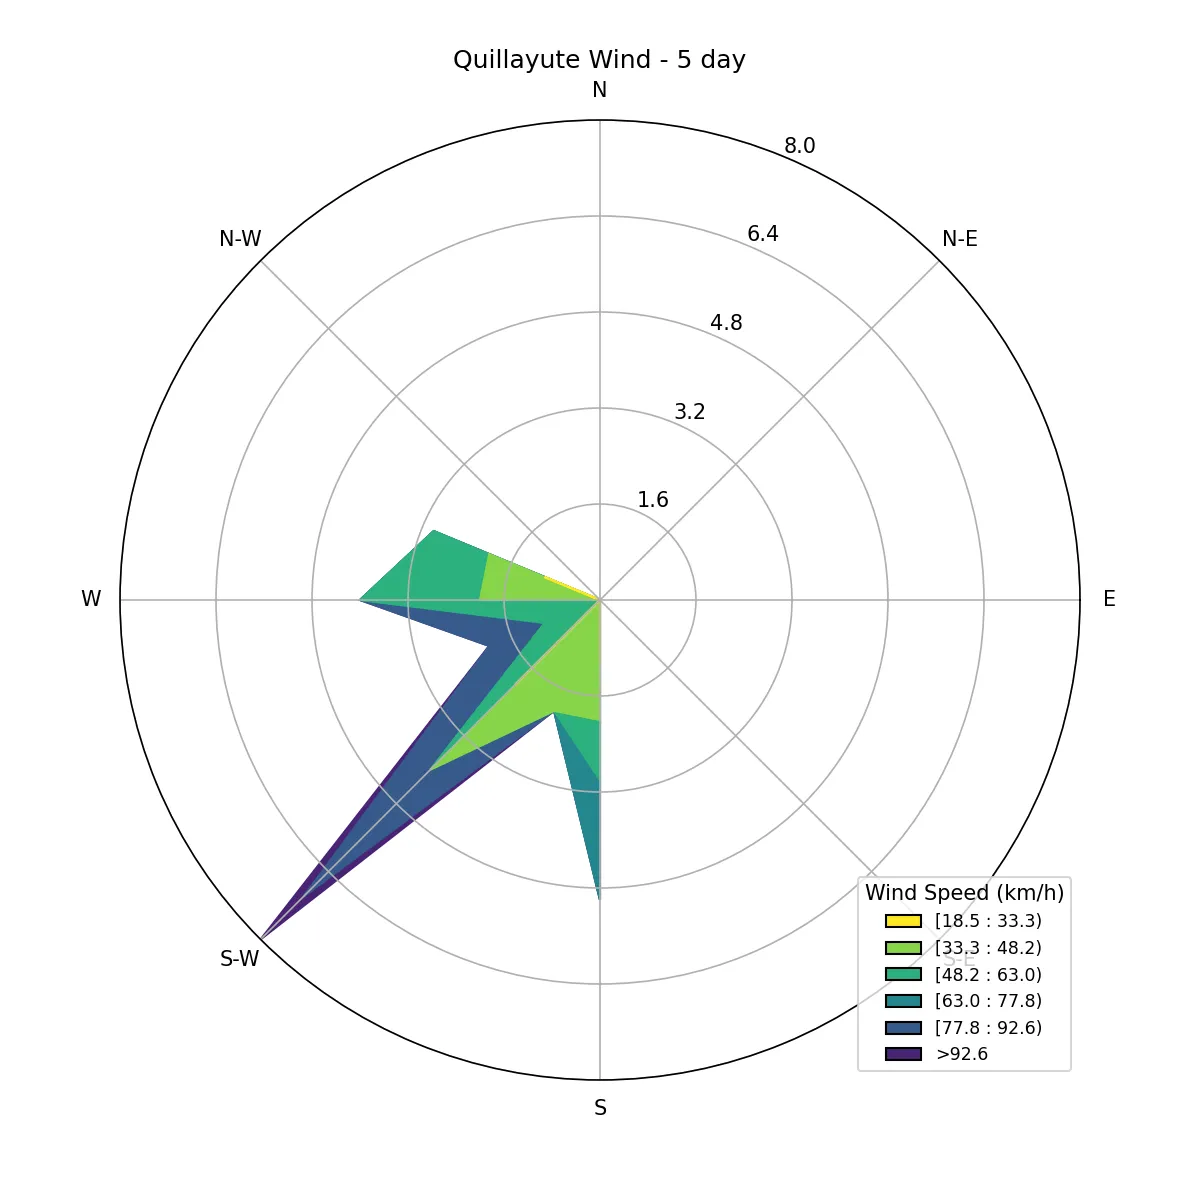 Quillayute Wind - 5 day
N
8.0
N-W
6.4
N-E
4.8
3.2
1.6
W
E
S-W
S-E
S
Wind Speed (km/h)
[18.5 : 33.3)
[33.3 : 48.2)
[48.2 : 63.0)
[63.0 : 77.8)
[77.8 : 92.6)
>92.6